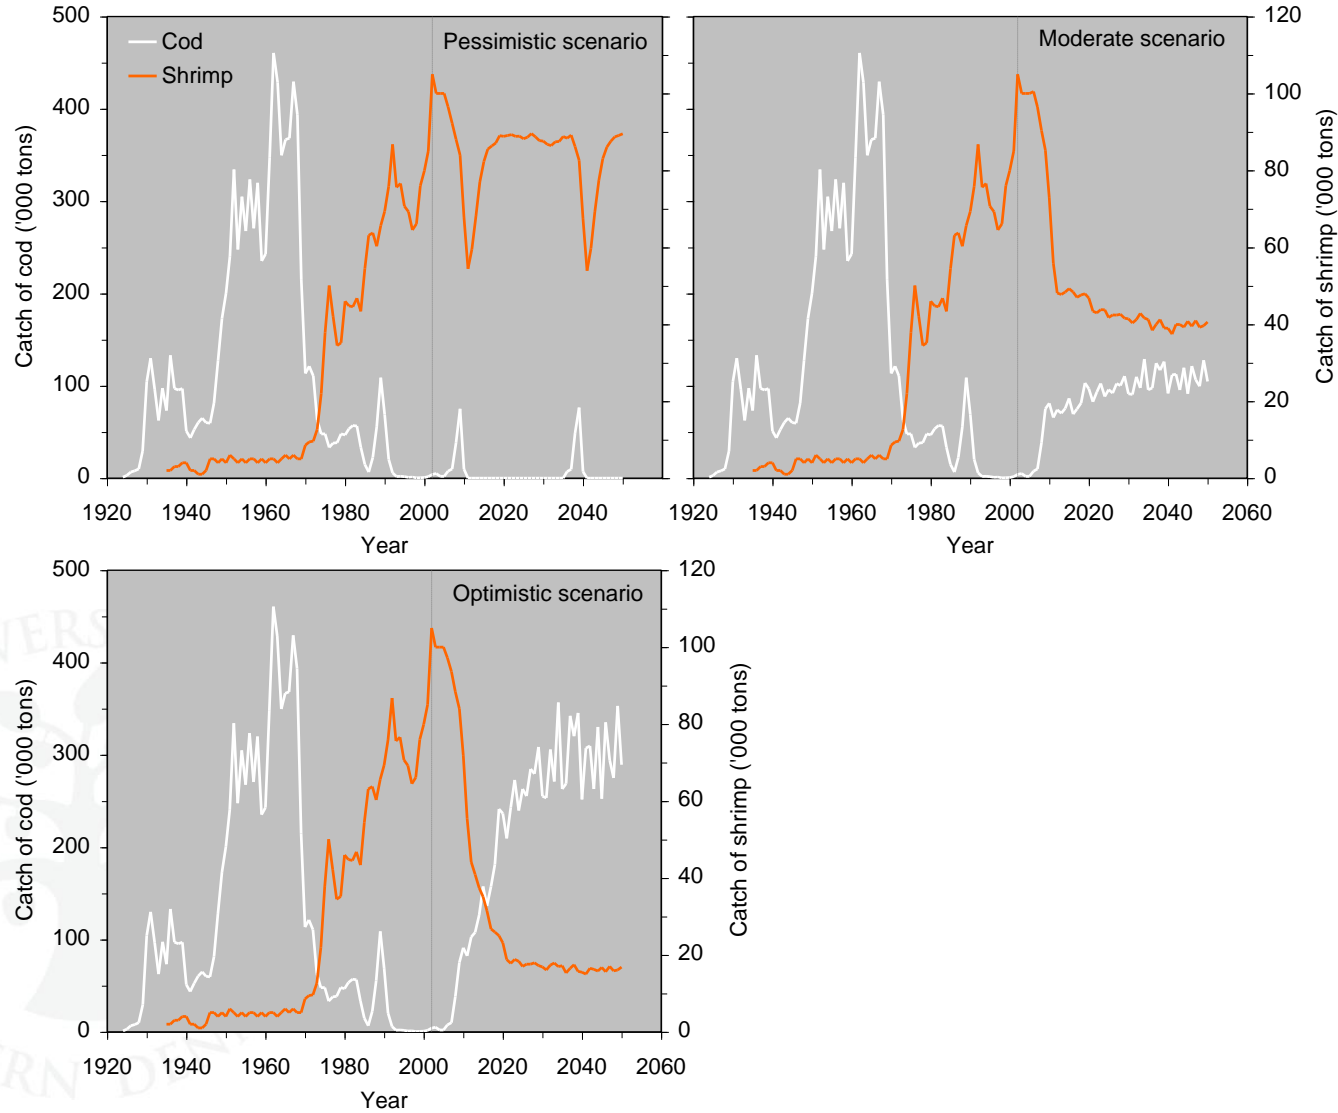 500
400
300
200
100
0
Catch of cod ('000 tons)
Cod
Shrimp
Pessimistic scenario
1920 1940 1960 1980 2000 2020 2040
Year
Moderate scenario
120
100
80
60
40
20
0
Catch of shrimp ('000 tons)
1920 1940 1960 1980 2000 2020 2040 2060
Year
500
400
300
200
100
0
Catch of cod ('000 tons)
Optimistic scenario
120
100
80
60
40
20
0
Catch of shrimp ('000 tons)
1920 1940 1960 1980 2000 2020 2040 2060
Year